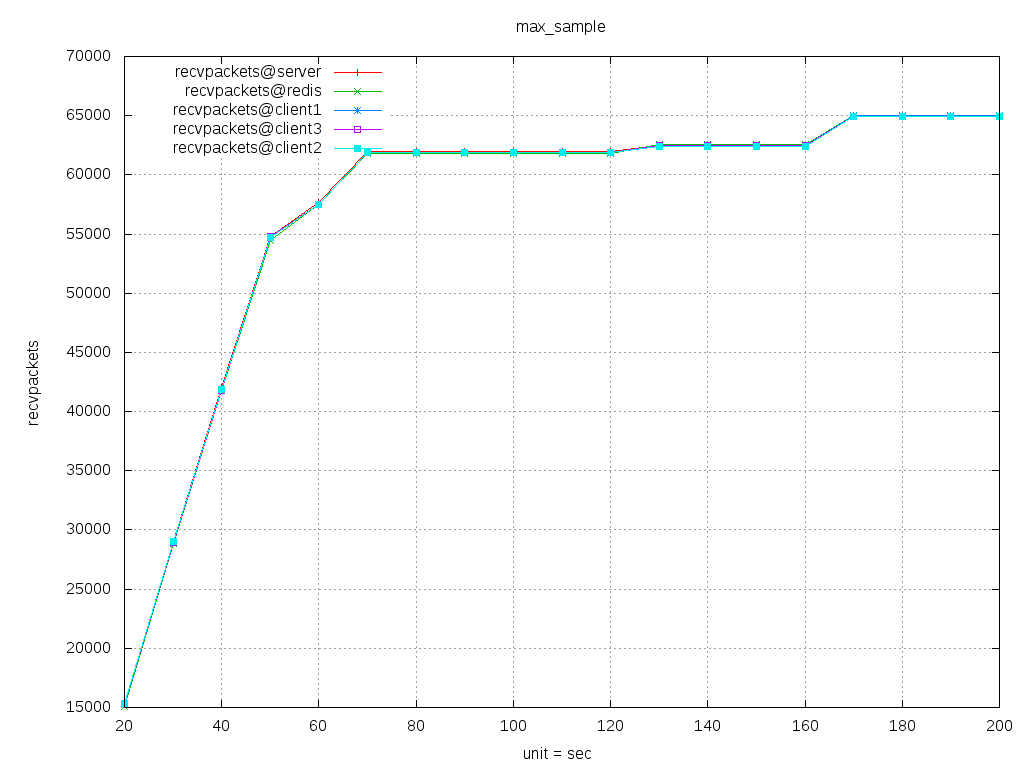 max_sample
70000
65000
60000
55000
50000
45000
40000
35000
30000
25000
20000
15000
recvpackets
recvpackets@server
recvpackets@redis
recvpackets@client1
recvpackets@client3
recvpackets@client2
20 40 60 80 100 120 140 160 180 200
unit = sec